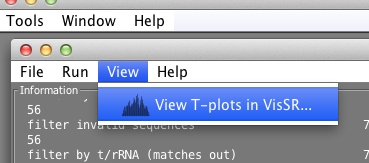 Tools Window Help
File Run View Help
Information
View T-plots in VisSR...
56
filter invalid sequences 7
56
filter by t/rRNA (matches out) 7